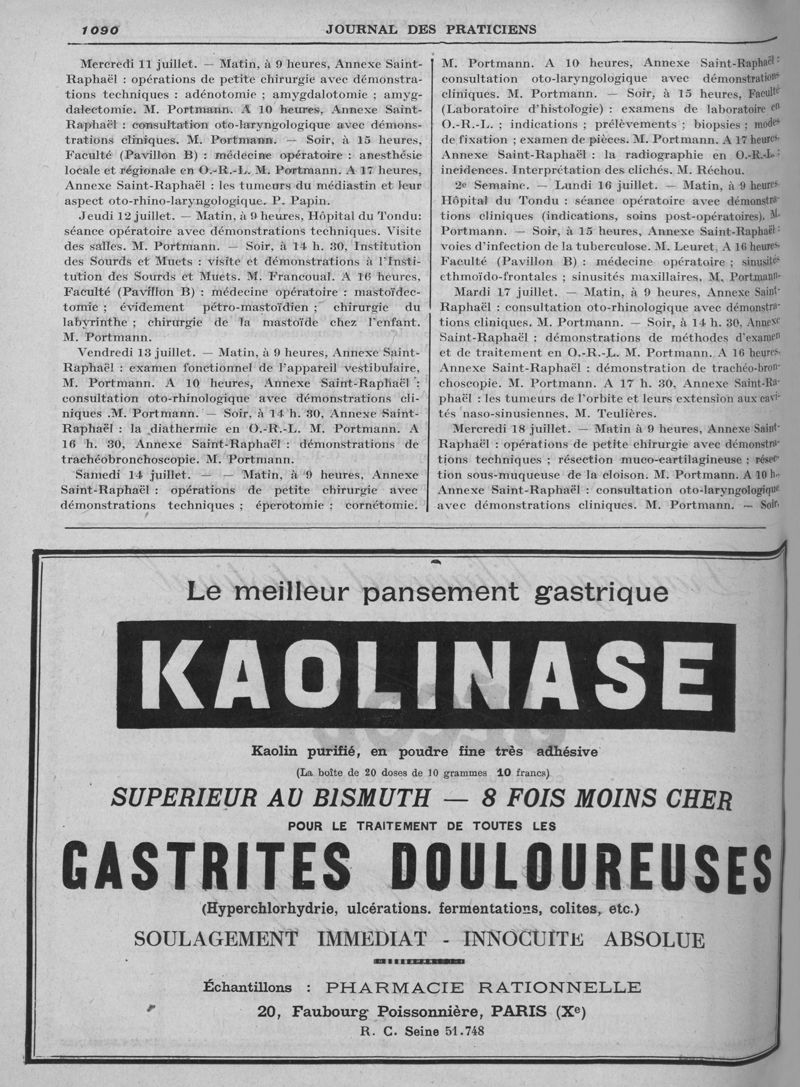 1090
JOURNAL DES PRATICIENS
Mercredi 11 juillet. — Matin, à 9 heures, Annexe Saint-
Raphaël : opérations de petite chirurgie avec démonstra-
tions techniques : adénotomie ; amygdalotomie ; amyg-
dalectomie. M. Portmann. A 10 heures, Annexe Saint-
Raphaël : consultation oto-laryngologique avec démons-
trations cliniques. M. Portmann. — Soir, à 15 heures,
Faculté (Pavillon B) : médecine opératoire : anesthésie
locale et régionale en O.-R.-L. M. Portmann. A 17 heures,
Annexe Saint-Raphaël : les tumeurs du médiastin et leur
aspect oto-rhino-laryngologique. P. Papin.
Jeudi 12 juillet. — Matin, à 9 heures, Hôpital du Tondu:
séance opératoire avec démonstrations techniques. Visite
des salles. M. Portmann. — Soir, à 14 h. 30, Institution
des Sourds et Muets : visite et démonstrations à l'Insti-
tution des Sourds et Muets. M. Francoual. A 16 heures,
Faculté (Pavillon B) : médecine opératoire : mastoïdec-
tomie ; évidement pétro-mastoïdien ; chirurgie du
labyrinthe ; chirurgie de la mastoïde chez l'enfant.
M. Portmann.
Vendredi 13 juillet. — Matin, à 9 heures, Annexe Saint-
Raphaël : examen fonctionnel de l'appareil vestibulaire,
M. Portmann. A 10 heures, Annexe Saint-Raphaël :
consultation oto-rhinologique avec démonstrations cli-
niques .M. Portmann. — Soir, à 14 h. 30, Annexe Saint-
Raphaël : la diathermie en O.-R.-L. M. Portmann. A
16 h. 30, Annexe Saint-Raphaël : démonstrations de
trachéobronchoscopie. M. Portmann.
Samedi 14 juillet. — — Matin, à 9 heures, Annexe
Saint-Raphaël : opérations de petite chirurgie avec
démonstrations techniques ; éperotomie ; cornétomie.
M. Portmann. A 10 heures, Annexe Saint-Raphaël :
consultation oto-laryngologique avec démonstrations
cliniques. M. Portmann. — Soir, à 15 heures, Faculté
(Laboratoire d'histologie) : examens de laboratoire en
O.-R.-L. ; indications ; prélèvements ; biopsies ; modes
de fixation ; examen de pièces. M. Portmann. A 17 heures,
Annexe Saint-Raphaël : la radiographie en O.-R.-L. :
ineidences. Interprétation des clichés. M. Réchou.
2e Semaine. — Lundi 16 juillet. — Matin, à 9 heures
Hôpital du Tondu : séance opératoire avec démonstra-
tions cliniques (indications, soins post-opératoires). M.
Portmann. — Soir, à 15 heures, Annexe Saint-Raphaël :
voies d'infection de la tuberculose. M. Leuret. A 16 heures,
Faculté (Pavillon B) : médecine opératoire ; sinusités
ethmoïdo-frontales ; sinusités maxillaires, M. Portmann.
Mardi 17 juillet. — Matin, à 9 heures, Annexe Saint-
Raphaël : consultation oto-rhinologique avec démonstra-
tions cliniques. M. Portmann. — Soir, à 14 h. 30, Annexe
Saint-Raphaël : démonstrations de méthodes d'examen
et de traitement en O.-R.-L. M. Portmann. A 16 heures,
Annexe Saint-Raphaël : démonstration de trachéo-bron-
choscopie. M. Portmann. A 17 h. 30, Annexe Saint-Ra-
phaël : les tumeurs de l'orbite et leurs extension aux cavi-
tés naso-sinusiennes, M. Teulières.
Mercredi 18 juillet. — Matin à 9 heures, Annexe Saint-
Raphaël : opérations de petite chirurgie avec démonstra-
tions techniques ; résection muco-cartilagineuse ; résec-
tion sous-muqueuse de la cloison. M. Portmann. A 10 h.,
Annexe Saint-Raphaël : consultation oto-laryngologique
avec démonstrations cliniques. M. Portmann. — Soir,
Le meilleur pansement gastrique
KAOLINASE
Kaolin purifié, en poudre fine très adhésive
(La boîte de 20 doses de 10 grammes 10 francs)
SUPERIEUR AU BISMUTH — 8 FOIS MOINS CHER
POUR LE TRAITEMENT DE TOUTES LES
GASTRITES DOULOUREUSES
(Hyperchlorhydrie, ulcérations. fermentations, colites, etc.)
SOULAGEMENT IMMEDIAT - INNOCUITE ABSOLUE
Échantillons : PHARMACIE RATIONNELLE
20, Faubourg Poissonnière, PARIS (Xe)
R. C. Seine 51.748